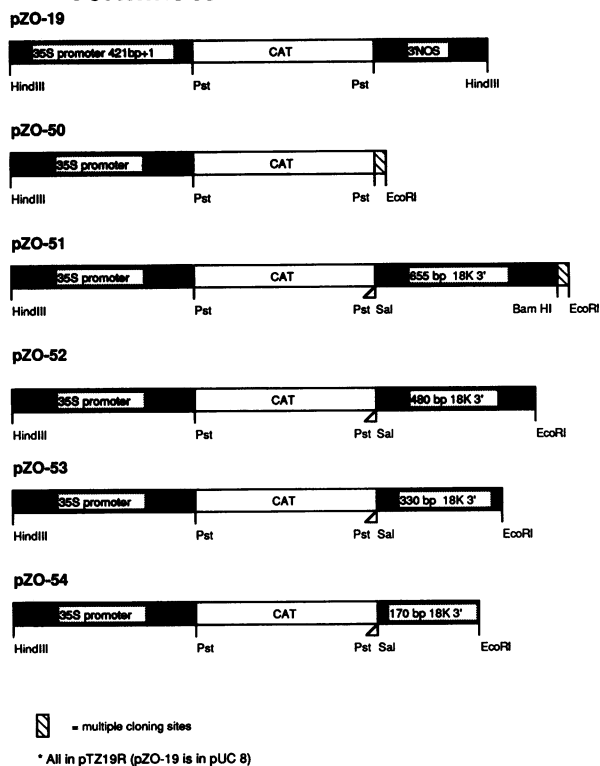 pZO-19
35S promoter 421bp+1 CAT 3'NOS
HindIII Pst Pst HindIII
pZO-50
35S promoter CAT
HindIII Pst Pst EcoRI
pZO-51
35S promoter CAT 655 bp 18K 3'
HindIII Pst Pst Sal Bam HI EcoRI
pZO-52
35S promoter CAT 480 bp 18K 3'
HindIII Pst Pst Sal EcoRI
pZO-53
35S promoter CAT 330 bp 18K 3'
HindIII Pst Pst Sal EcoRI
pZO-54
35S promoter CAT 170 bp 18K 3'
HindIII Pst Pst Sal EcoRI
= multiple cloning sites
* All in pTZ19R (pZO-19 is in pUC 8)